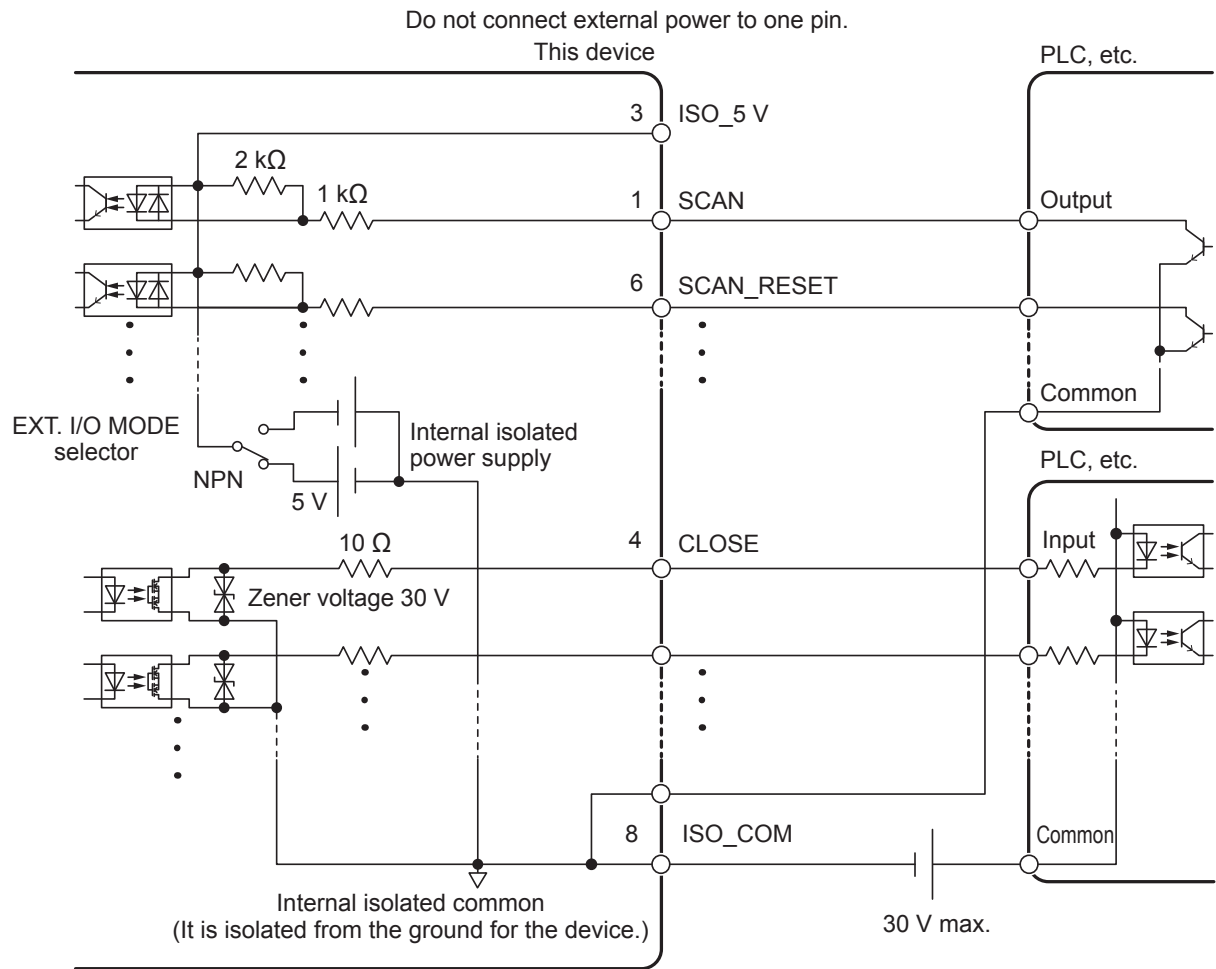 Do not connect external power to one pin.
This device
PLC, etc.
3
ISO_5 V
2 kΩ
1 kΩ
1
SCAN
Output
6
SCAN_RESET
Common
EXT. I/O MODE
selector
NPN
Internal isolated
power supply
5 V
PLC, etc.
10 Ω
4
CLOSE
Input
Zener voltage 30 V
8
ISO_COM
Common
Internal isolated common
(It is isolated from the ground for the device.)
30 V max.